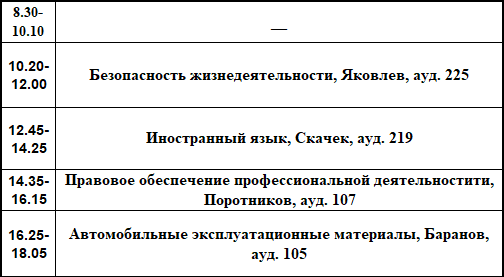 8.30-
10.10
—
10.20-
12.00
Безопасность жизнедеятельности, Яковлев, ауд. 225
12.45-
14.25
Иностранный язык, Скачек, ауд. 219
14.35-
16.15
Правовое обеспечение профессиональной деятельностити,
Поротников, ауд. 107
16.25-
18.05
Автомобильные эксплуатационные материалы, Баранов,
ауд. 105